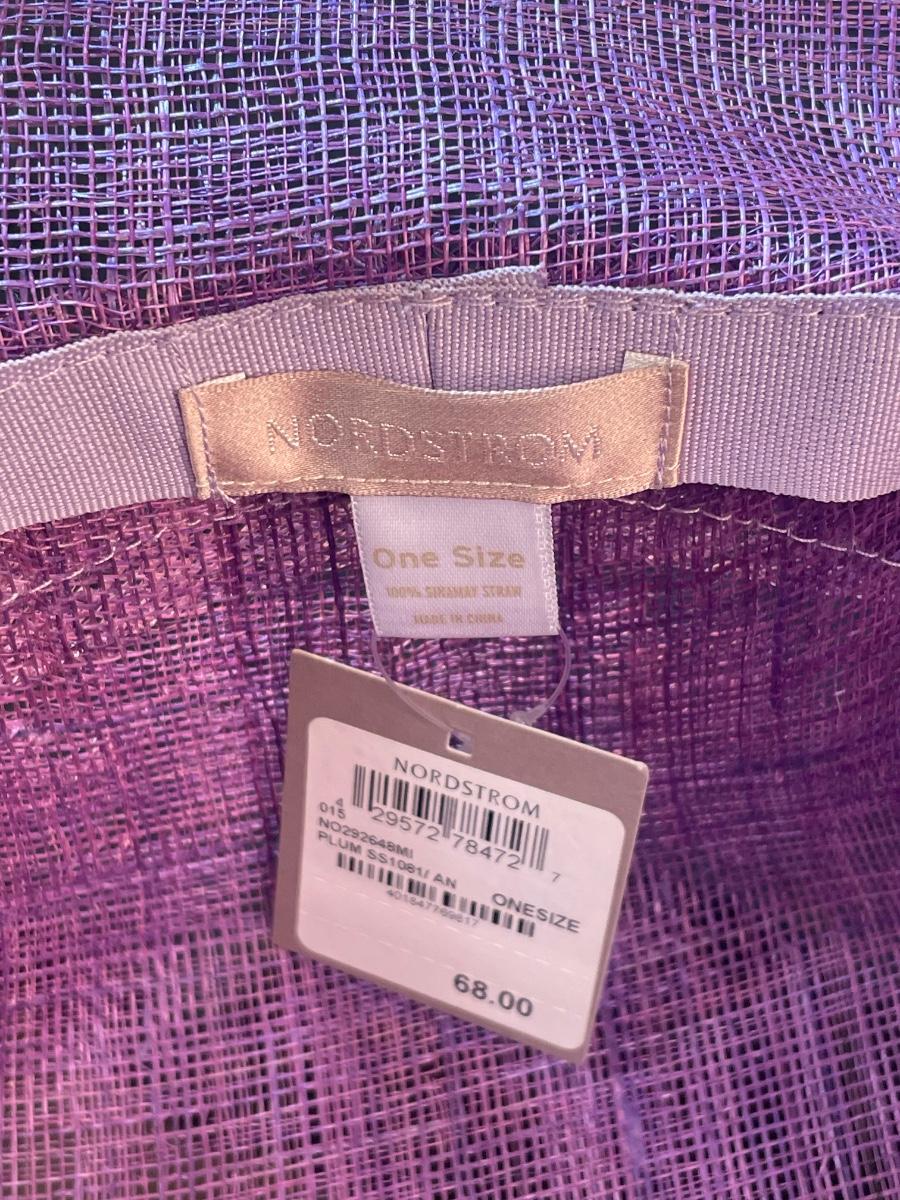 NORDSTROM
One Size
100% SINAMAY STRAW
MADE IN CHINA
NORDSTROM
4 29572 78472 7
015
NO292648MI
PLUM SS1081/ AN ONESIZE
401847769817
68.00